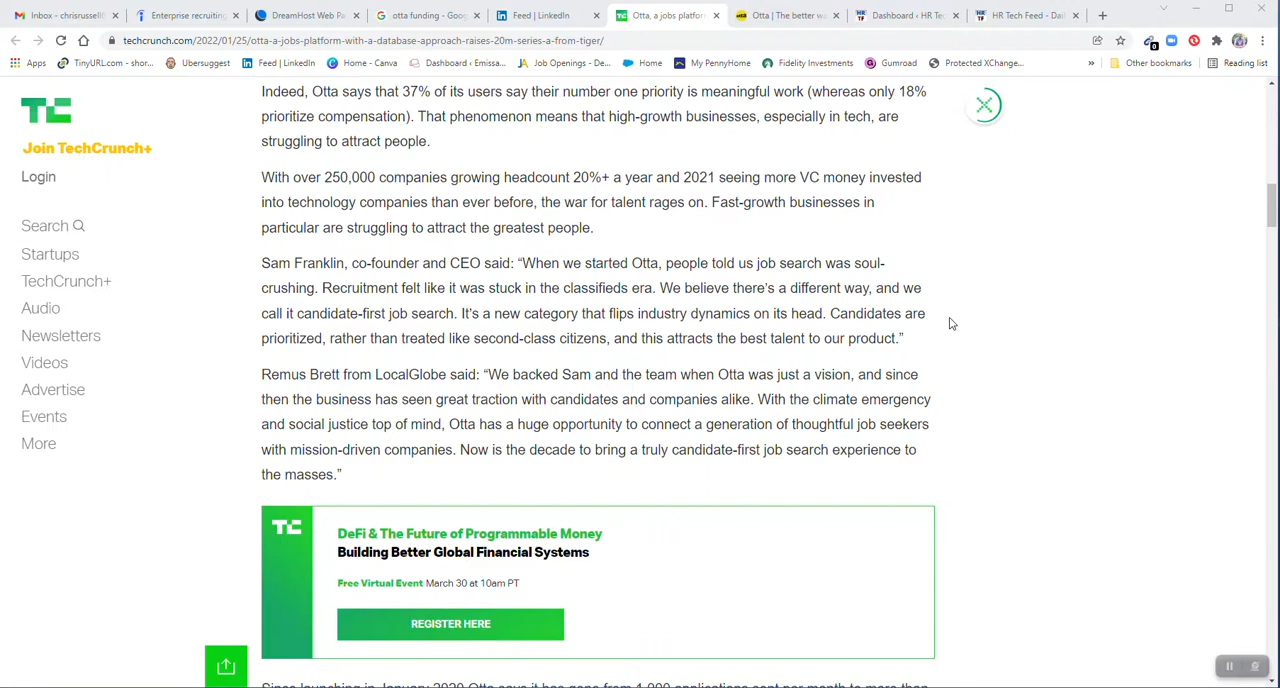 Inbox - chrisrussell@
Enterprise recruiting
DreamHost Web Pa
otta funding - Goog
Feed | LinkedIn
Otta, a jobs platfor
Otta | The better wa
Dashboard ‹ HR Tec
HR Tech Feed - Dail
techcrunch.com/2022/01/25/otta-a-jobs-platform-with-a-database-approach-raises-20m-series-a-from-tiger/
0
Apps
TinyURL.com - shor...
Ubersuggest
Feed | LinkedIn
Home - Canva
Dashboard ‹ Emissa...
Job Openings - De...
Home
My PennyHome
Fidelity Investments
Gumroad
Protected XChange...
»
Other bookmarks
Reading list
TC
Join TechCrunch+
Login
Search
Startups
TechCrunch+
Audio
Newsletters
Videos
Advertise
Events
More
Indeed, Otta says that 37% of its users say their number one priority is meaningful work (whereas only 18%
prioritize compensation). That phenomenon means that high-growth businesses, especially in tech, are
struggling to attract people.
With over 250,000 companies growing headcount 20%+ a year and 2021 seeing more VC money invested
into technology companies than ever before, the war for talent rages on. Fast-growth businesses in
particular are struggling to attract the greatest people.
Sam Franklin, co-founder and CEO said: “When we started Otta, people told us job search was soul-
crushing. Recruitment felt like it was stuck in the classifieds era. We believe there’s a different way, and we
call it candidate-first job search. It’s a new category that flips industry dynamics on its head. Candidates are
prioritized, rather than treated like second-class citizens, and this attracts the best talent to our product.”
Remus Brett from LocalGlobe said: “We backed Sam and the team when Otta was just a vision, and since
then the business has seen great traction with candidates and companies alike. With the climate emergency
and social justice top of mind, Otta has a huge opportunity to connect a generation of thoughtful job seekers
with mission-driven companies. Now is the decade to bring a truly candidate-first job search experience to
the masses.”
TC
DeFi & The Future of Programmable Money
Building Better Global Financial Systems
Free Virtual Event March 30 at 10am PT
REGISTER HERE
Since launching in January 2020 Otta says it has gone from 1,000 applications sent per month to more than